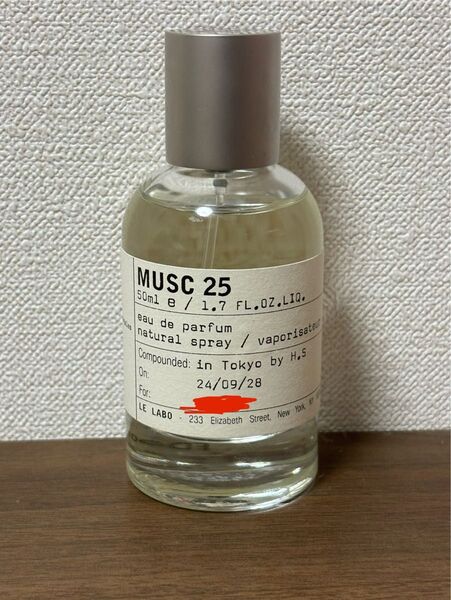 MUSC 25
50ml e / 1.7 FL.OZ.LIQ.
eau de parfum
natural spray / vaporisateur
Compounded: in Tokyo by H.S
On: 24/09/28
For:
LE LABO - 233 Elizabeth Street, New York, NY